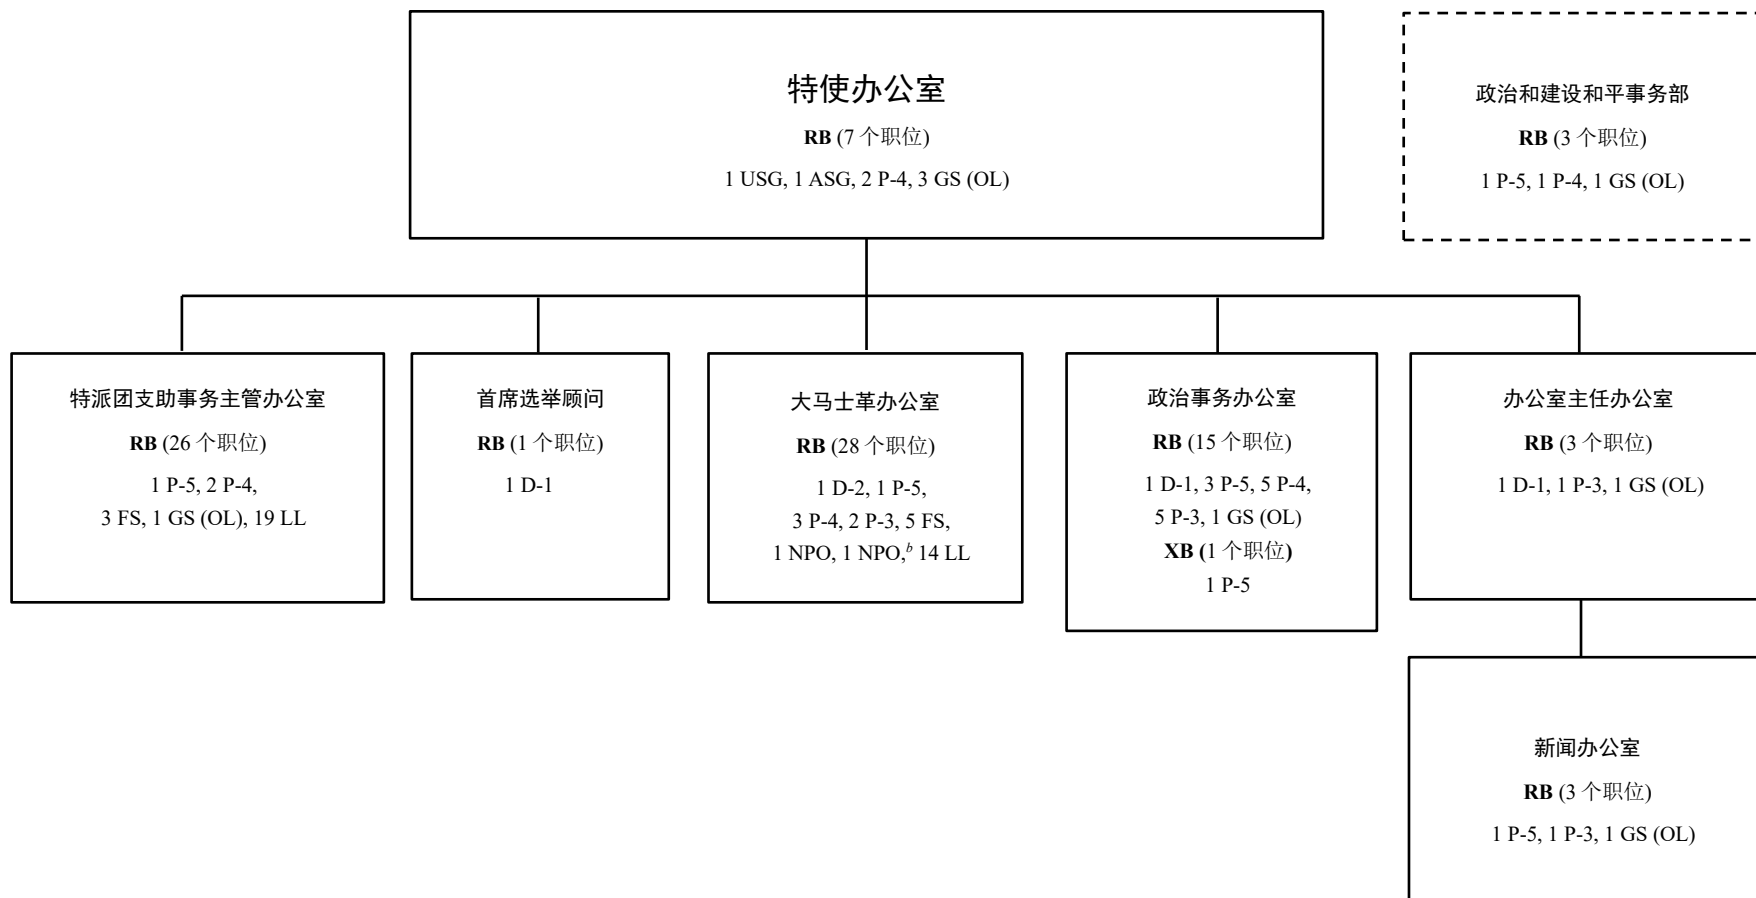 特使办公室
RB (7 个职位)
1 USG, 1 ASG, 2 P-4, 3 GS (OL)
政治和建设和平事务部
RB (3 个职位)
1 P-5, 1 P-4, 1 GS (OL)
特派团支助事务主管办公室
RB (26 个职位)
1 P-5, 2 P-4,
3 FS, 1 GS (OL), 19 LL
首席选举顾问
RB (1 个职位)
1 D-1
大马士革办公室
RB (28 个职位)
1 D-2, 1 P-5,
3 P-4, 2 P-3, 5 FS,
1 NPO, 1 NPO,ᵇ 14 LL
政治事务办公室
RB (15 个职位)
1 D-1, 3 P-5, 5 P-4,
5 P-3, 1 GS (OL)
XB (1 个职位)
1 P-5
办公室主任办公室
RB (3 个职位)
1 D-1, 1 P-3, 1 GS (OL)
新闻办公室
RB (3 个职位)
1 P-5, 1 P-3, 1 GS (OL)